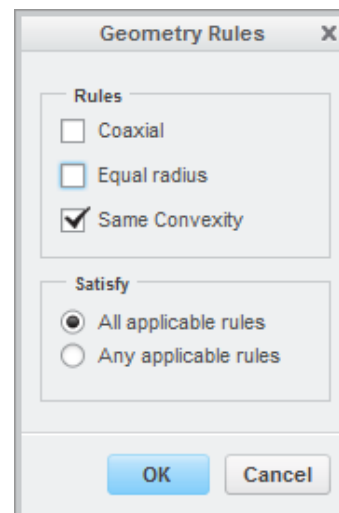 Geometry Rules
Rules
Coaxial
Equal radius
Same Convexity
Satisfy
All applicable rules
Any applicable rules
OK
Cancel